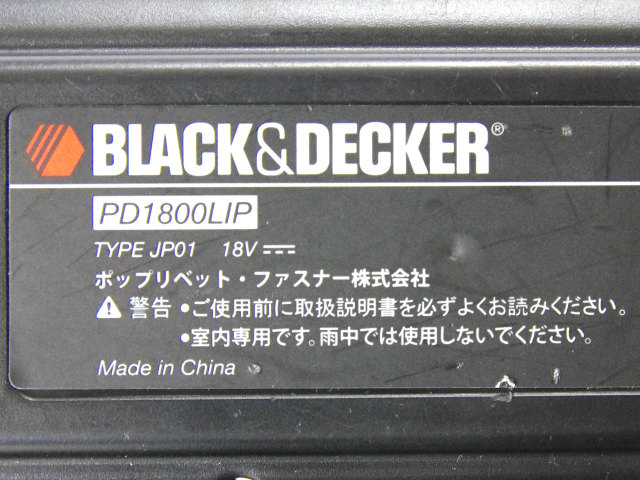 BLACK&DECKER®
PD1800LIP
TYPE JP01 18V ⎓
ポップリベット・ファスナー株式会社
⚠ 警告 •ご使用前に取扱説明書を必ずよくお読みください。
•室内専用です。雨中では使用しないでください。
Made in China